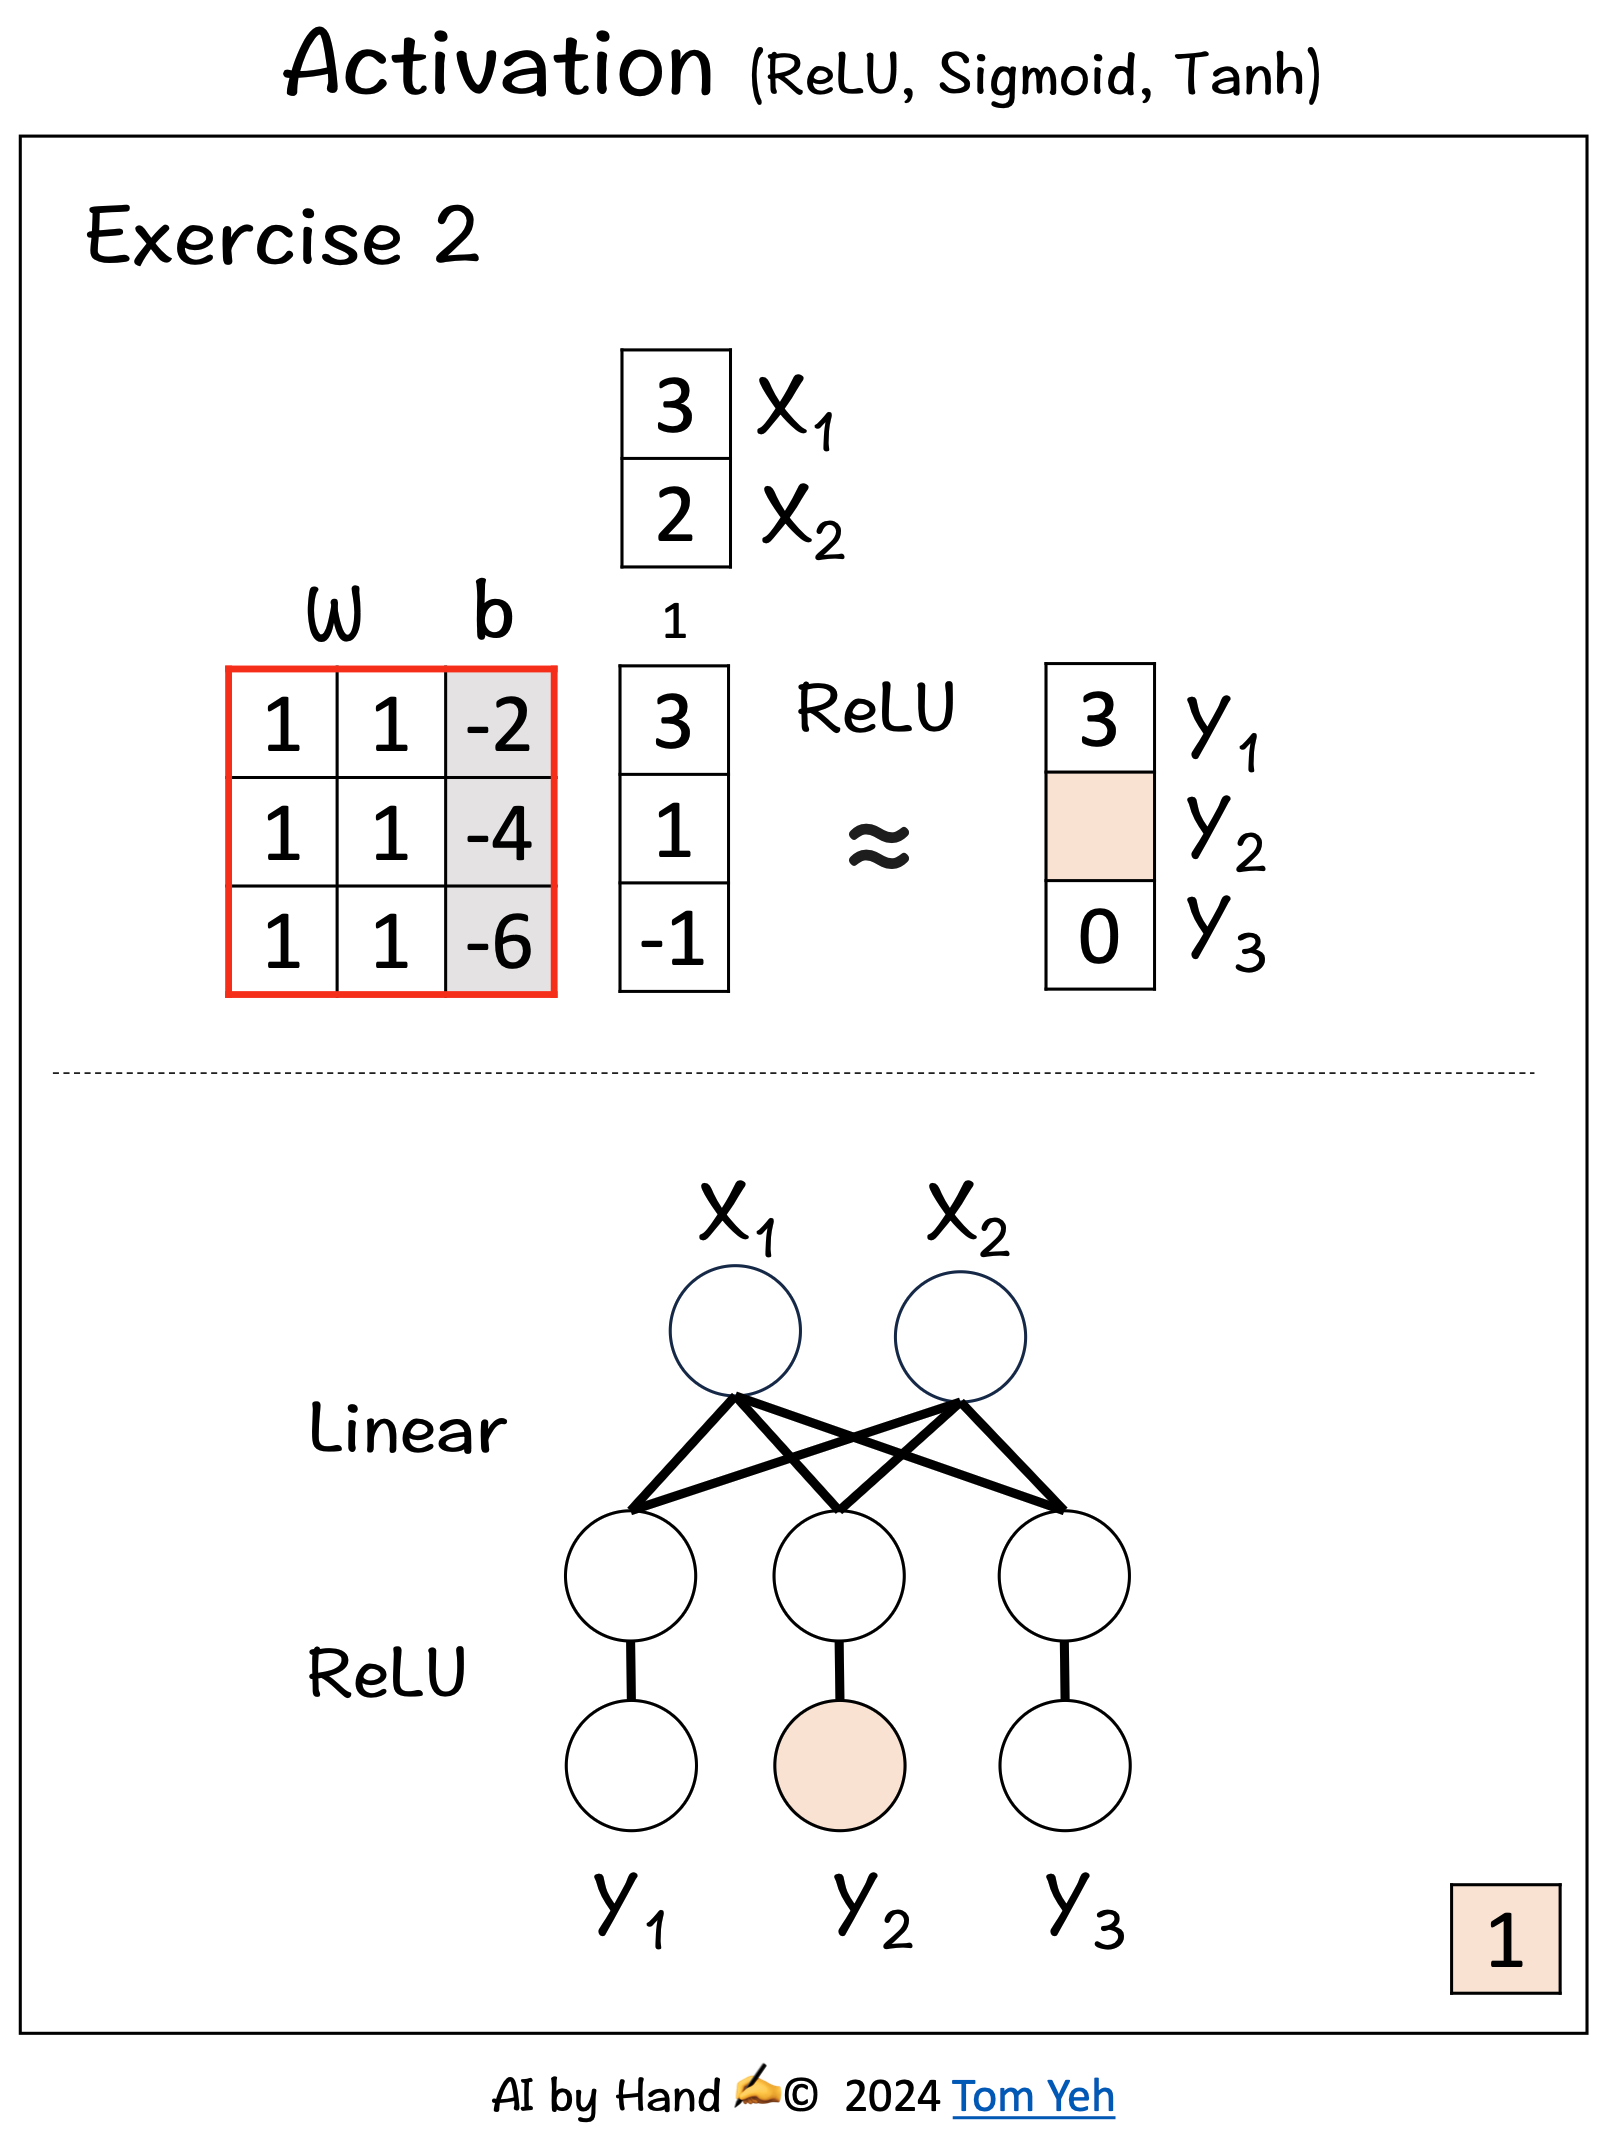 Activation (ReLU, Sigmoid, Tanh)
Exercise 2
3 X1
2 X2
W b 1
1 1 -2 3 ReLU 3 Y1
1 1 -4 1 ≈ Y2
1 1 -6 -1 0 Y3
X1 X2
Linear
ReLU
Y1 Y2 Y3
1
AI by Hand ✍️© 2024 Tom Yeh